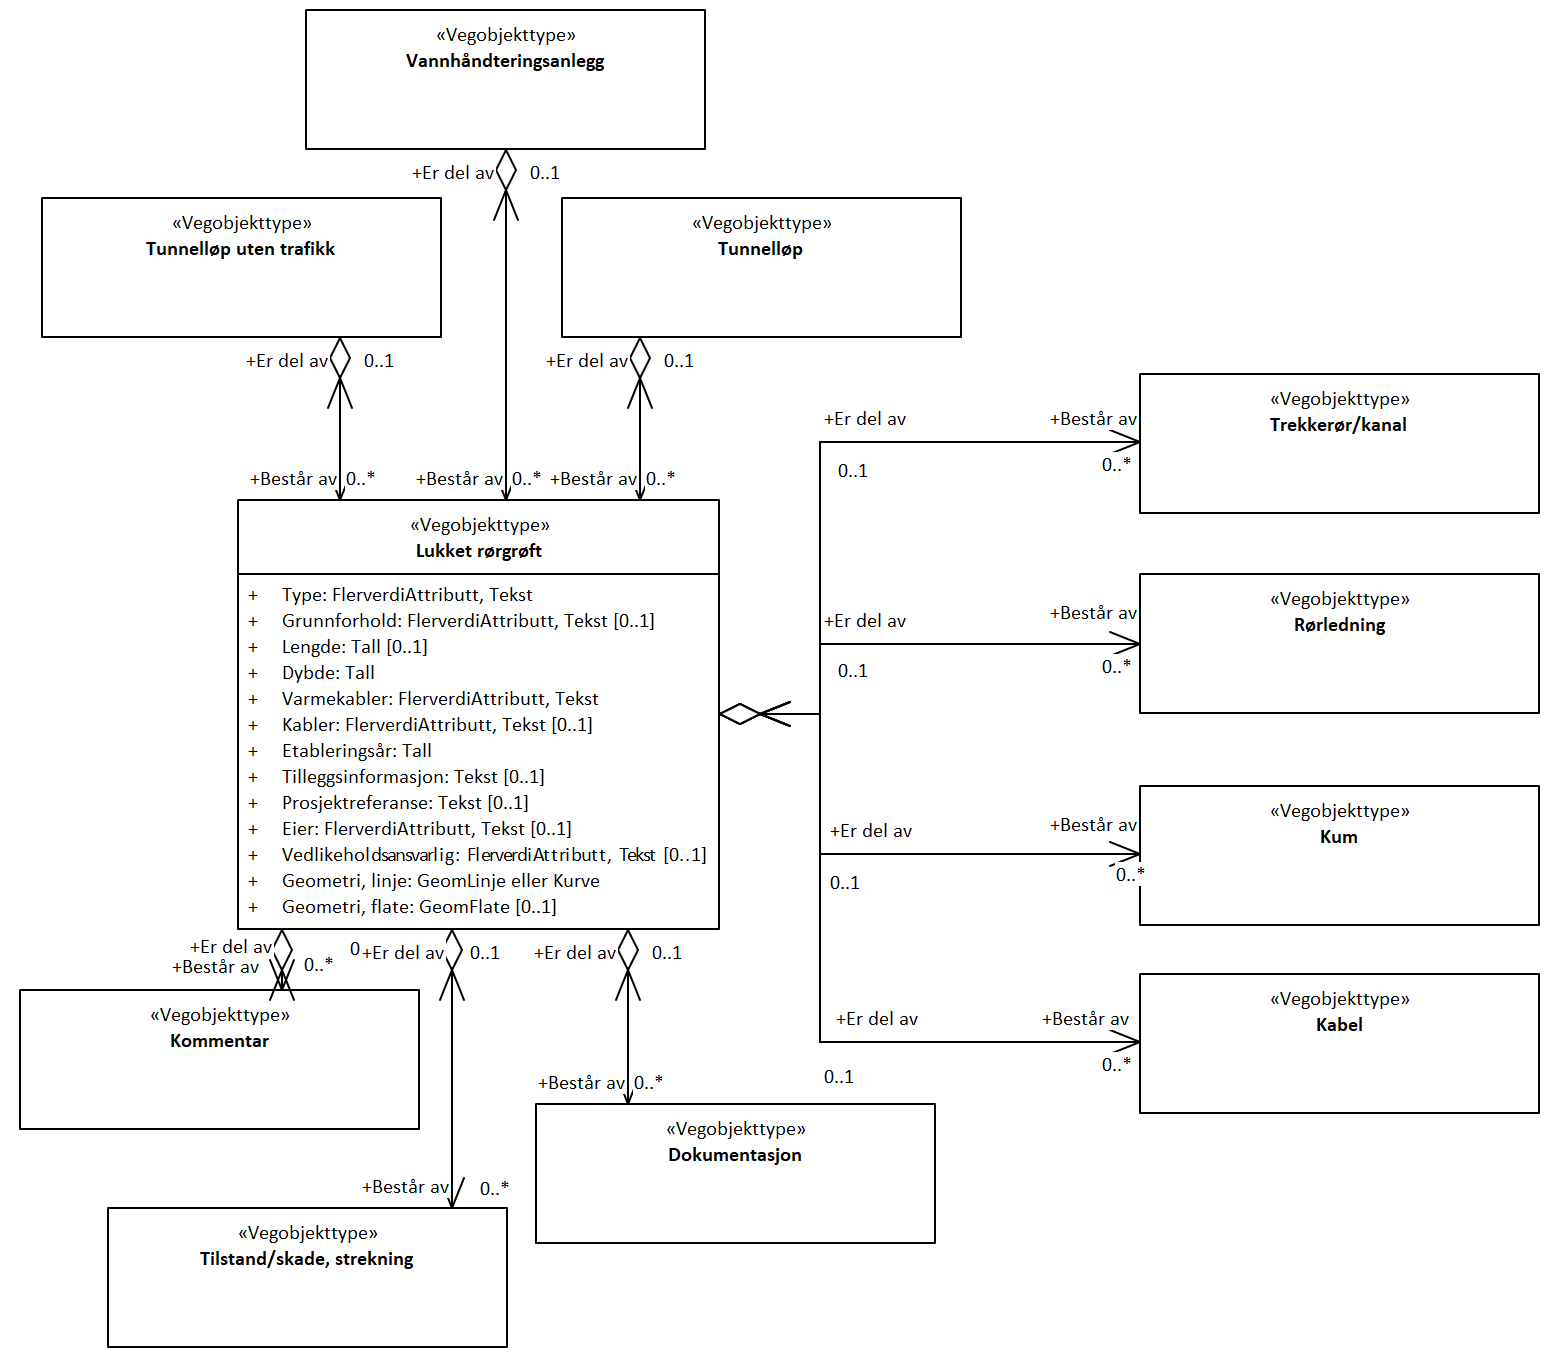 «Vegobjekttype»
Vannhåndteringsanlegg
+Er del av 0..1
«Vegobjekttype»
Tunnelløp uten trafikk
«Vegobjekttype»
Tunnelløp
+Er del av 0..1
+Er del av 0..1
+Består av 0..*
+Består av 0..*
+Består av 0..*
«Vegobjekttype»
Lukket rørgrøft
+ Type: FlerverdiAttributt, Tekst
+ Grunnforhold: FlerverdiAttributt, Tekst [0..1]
+ Lengde: Tall [0..1]
+ Dybde: Tall
+ Varmekabler: FlerverdiAttributt, Tekst
+ Kabler: FlerverdiAttributt, Tekst [0..1]
+ Etableringsår: Tall
+ Tilleggsinformasjon: Tekst [0..1]
+ Prosjektreferanse: Tekst [0..1]
+ Eier: FlerverdiAttributt, Tekst [0..1]
+ Vedlikeholdsansvarlig: FlerverdiAttributt, Tekst [0..1]
+ Geometri, linje: GeomLinje eller Kurve
+ Geometri, flate: GeomFlate [0..1]
+Er del av
+Består av
0..1
+Består av
0..*
«Vegobjekttype»
Trekkerør/kanal
+Er del av
0..1
+Består av
0..*
«Vegobjekttype»
Rørledning
+Er del av
0..1
+Består av
0..*
«Vegobjekttype»
Kum
+Er del av
0..1
+Består av
0..*
«Vegobjekttype»
Kabel
+Er del av
0
+Er del av 0..1
+Er del av 0..1
0..*
«Vegobjekttype»
Kommentar
+Består av 0..*
«Vegobjekttype»
Dokumentasjon
+Består av 0..*
«Vegobjekttype»
Tilstand/skade, strekning